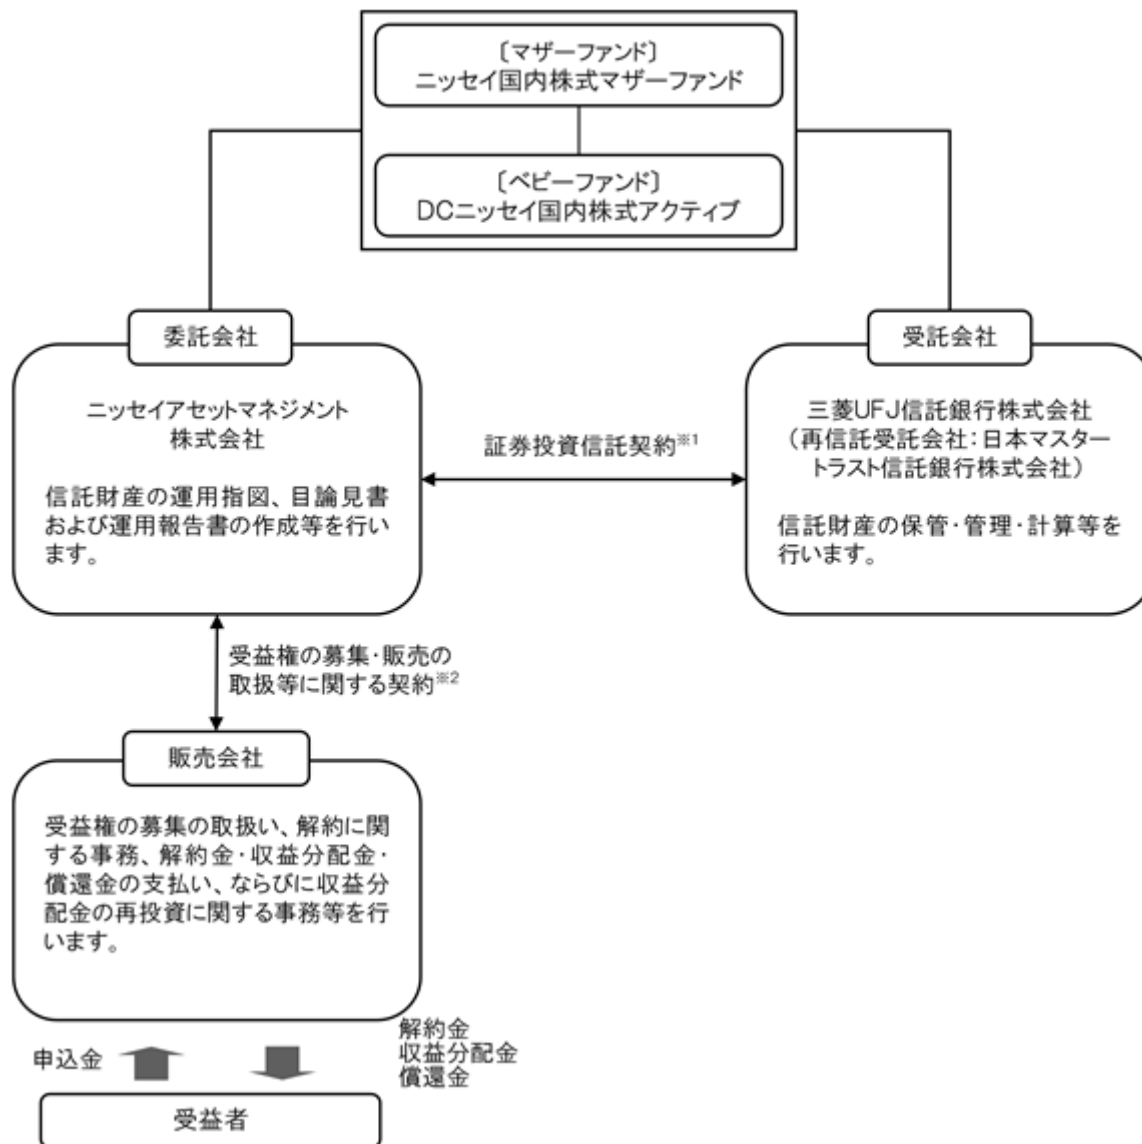 〔マザーファンド〕
ニッセイ国内株式マザーファンド
〔ベビーファンド〕
DCニッセイ国内株式アクティブ
委託会社
ニッセイアセットマネジメント
株式会社
信託財産の運用指図、目論見書
および運用報告書の作成等を行い
ます。
証券投資信託契約※1
受託会社
三菱UFJ信託銀行株式会社
（再信託受託会社：日本マスター
トラスト信託銀行株式会社）
信託財産の保管・管理・計算等を
行います。
受益権の募集・販売の
取扱等に関する契約※2
販売会社
受益権の募集の取扱い、解約に関
する事務、解約金・収益分配金・
償還金の支払い、ならびに収益分
配金の再投資に関する事務等を行
います。
申込金
解約金
収益分配金
償還金
受益者